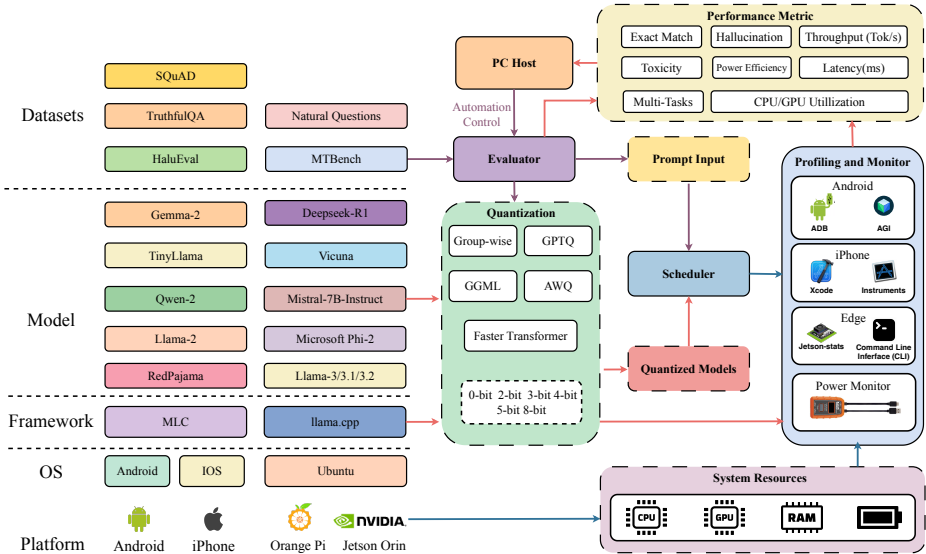 Datasets
SQuAD
TruthfulQA
Natural Questions
HaluEval
MTBench
Model
Gemma-2
Deepseek-R1
TinyLlama
Vicuna
Qwen-2
Mistral-7B-Instruct
Llama-2
Microsoft Phi-2
RedPajama
Llama-3/3.1/3.2
Framework
MLC
llama.cpp
OS
Android
IOS
Ubuntu
Platform
Android
iPhone
Orange Pi
NVIDIA.
Jetson Orin
PC Host
Automation
Control
Evaluator
Prompt Input
Quantization
Group-wise
GPTQ
GGML
AWQ
Faster Transformer
0-bit 2-bit 3-bit 4-bit
5-bit 8-bit
Scheduler
Quantized Models
Performance Metric
Exact Match
Hallucination
Throughput (Tok/s)
Toxicity
Power Efficiency
Latency(ms)
Multi-Tasks
CPU/GPU Utillization
Profiling and Monitor
Android
ADB
AGI
iPhone
Xcode
Instruments
Edge
Jetson-stats
Command Line
Inferface (CLI)
Power Monitor
System Resources
CPU
GPU
RAM